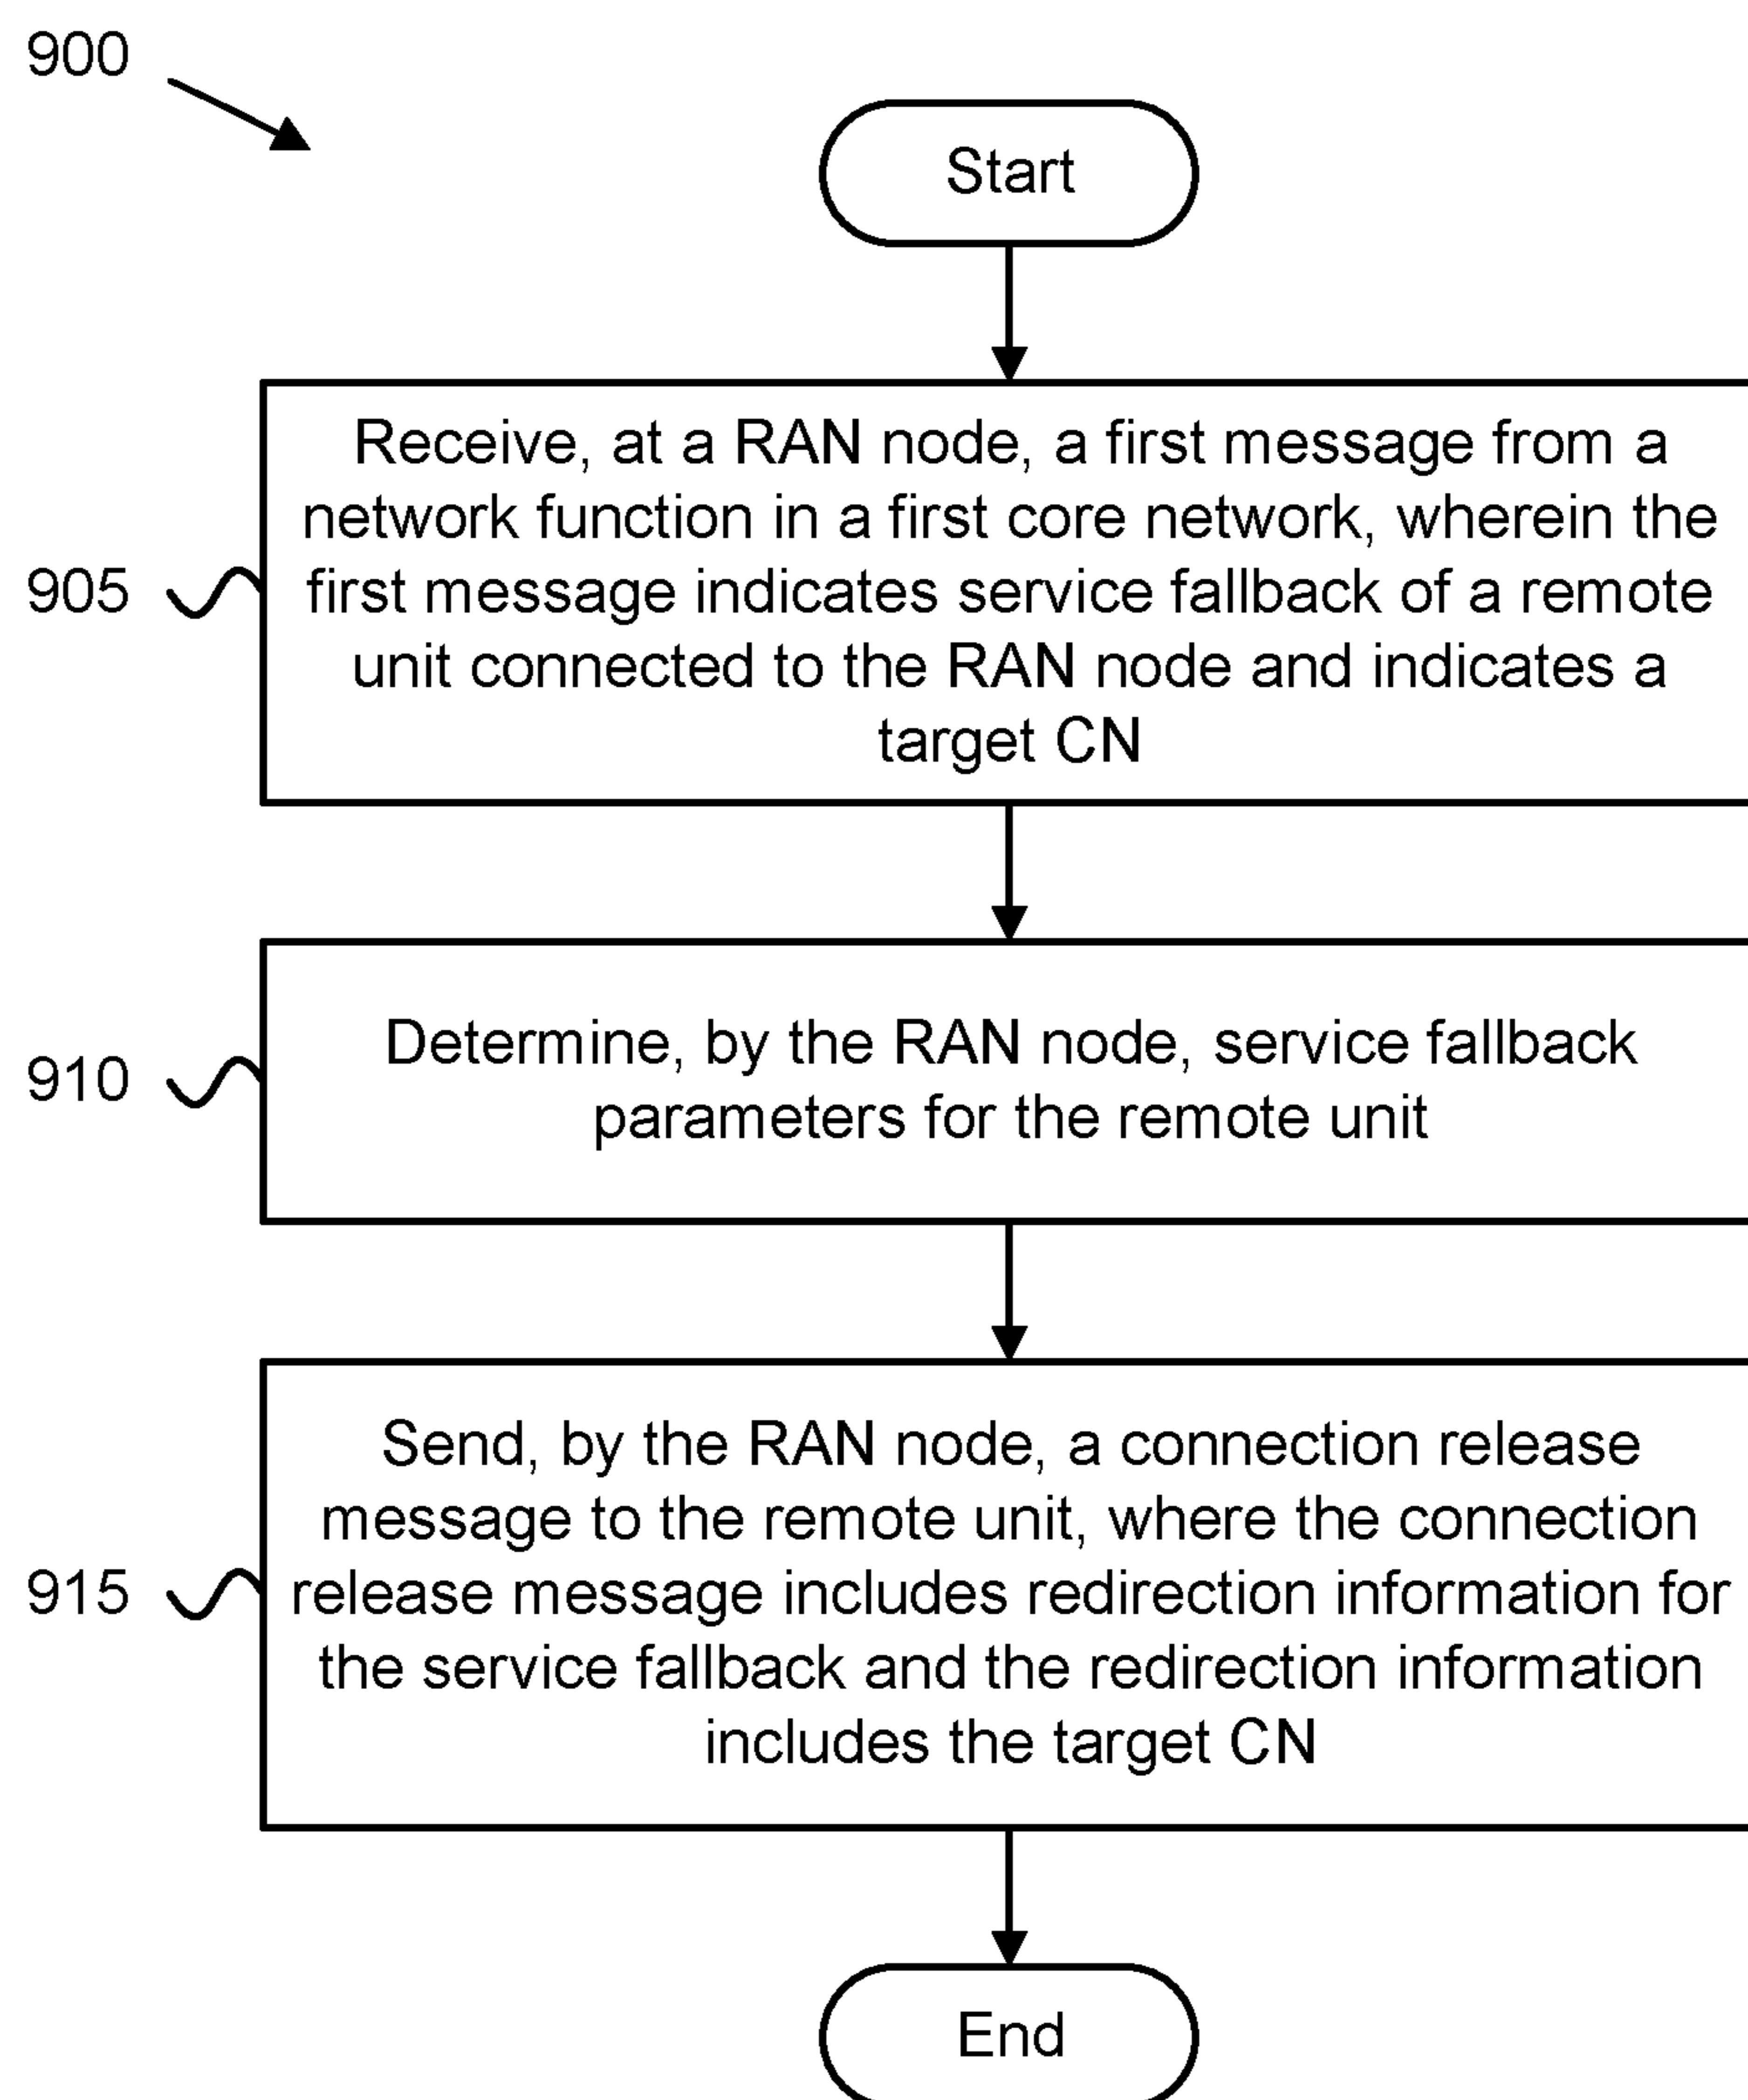 900
Start
Receive, at a RAN node, a first message from a
network function in a first core network, wherein the
first message indicates service fallback of a remote
unit connected to the RAN node and indicates a
target CN
905
Determine, by the RAN node, service fallback
parameters for the remote unit
910
Send, by the RAN node, a connection release
message to the remote unit, where the connection
release message includes redirection information for
the service fallback and the redirection information
includes the target CN
915
End